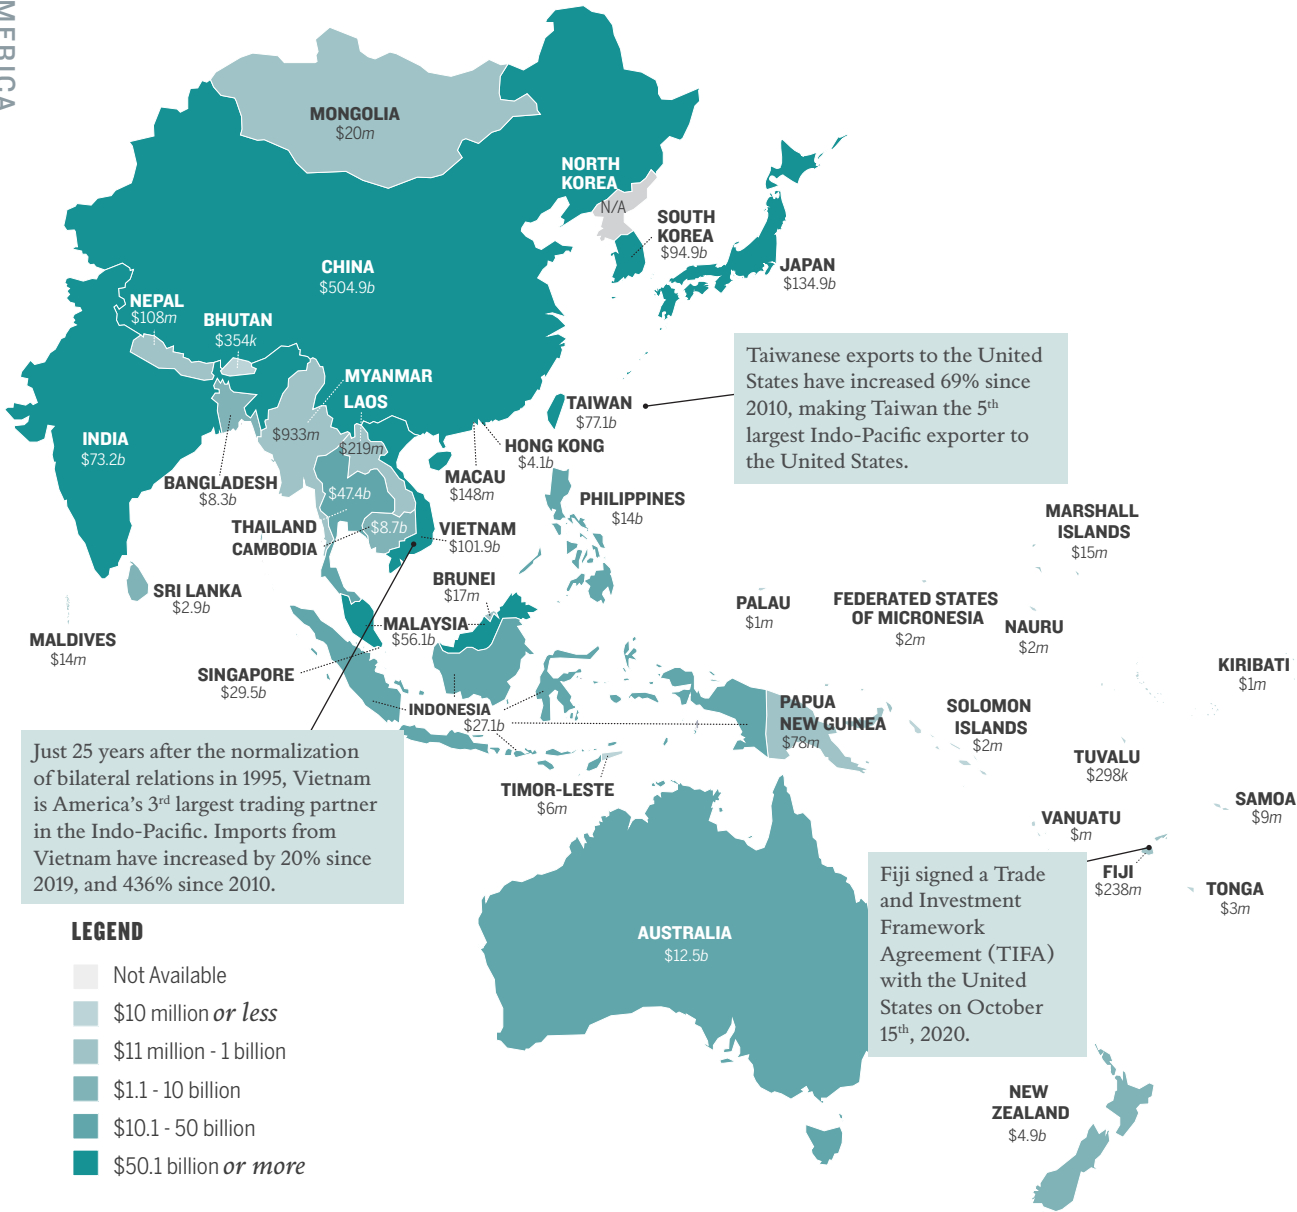 MERICA
MONGOLIA
$20m
NORTH
KOREA
N/A
SOUTH
KOREA
$94.9b
JAPAN
$134.9b
CHINA
$504.9b
NEPAL
$108m
BHUTAN
$354k
MYANMAR
$933m
LAOS
$219m
INDIA
$73.2b
BANGLADESH
$8.3b
TAIWAN
$77.1b
Taiwanese exports to the United
States have increased 69% since
2010, making Taiwan the 5th
largest Indo-Pacific exporter to
the United States.
HONG KONG
$4.1b
MACAU
$148m
PHILIPPINES
$14b
$47.4b
THAILAND
$8.7b
CAMBODIA
VIETNAM
$101.9b
SRI LANKA
$2.9b
BRUNEI
$17m
MALDIVES
$14m
MALAYSIA
$56.1b
SINGAPORE
$29.5b
INDONESIA
$27.1b
MARSHALL
ISLANDS
$15m
PALAU
$1m
FEDERATED STATES
OF MICRONESIA
$2m
NAURU
$2m
KIRIBATI
$1m
PAPUA
NEW GUINEA
$78m
SOLOMON
ISLANDS
$2m
TUVALU
$298k
TIMOR-LESTE
$6m
VANUATU
$m
SAMOA
$9m
FIJI
$238m
TONGA
$3m
Just 25 years after the normalization
of bilateral relations in 1995, Vietnam
is America's 3rd largest trading partner
in the Indo-Pacific. Imports from
Vietnam have increased by 20% since
2019, and 436% since 2010.
Fiji signed a Trade
and Investment
Framework
Agreement (TIFA)
with the United
States on October
15th, 2020.
AUSTRALIA
$12.5b
NEW
ZEALAND
$4.9b
LEGEND
Not Available
$10 million or less
$11 million - 1 billion
$1.1 - 10 billion
$10.1 - 50 billion
$50.1 billion or more